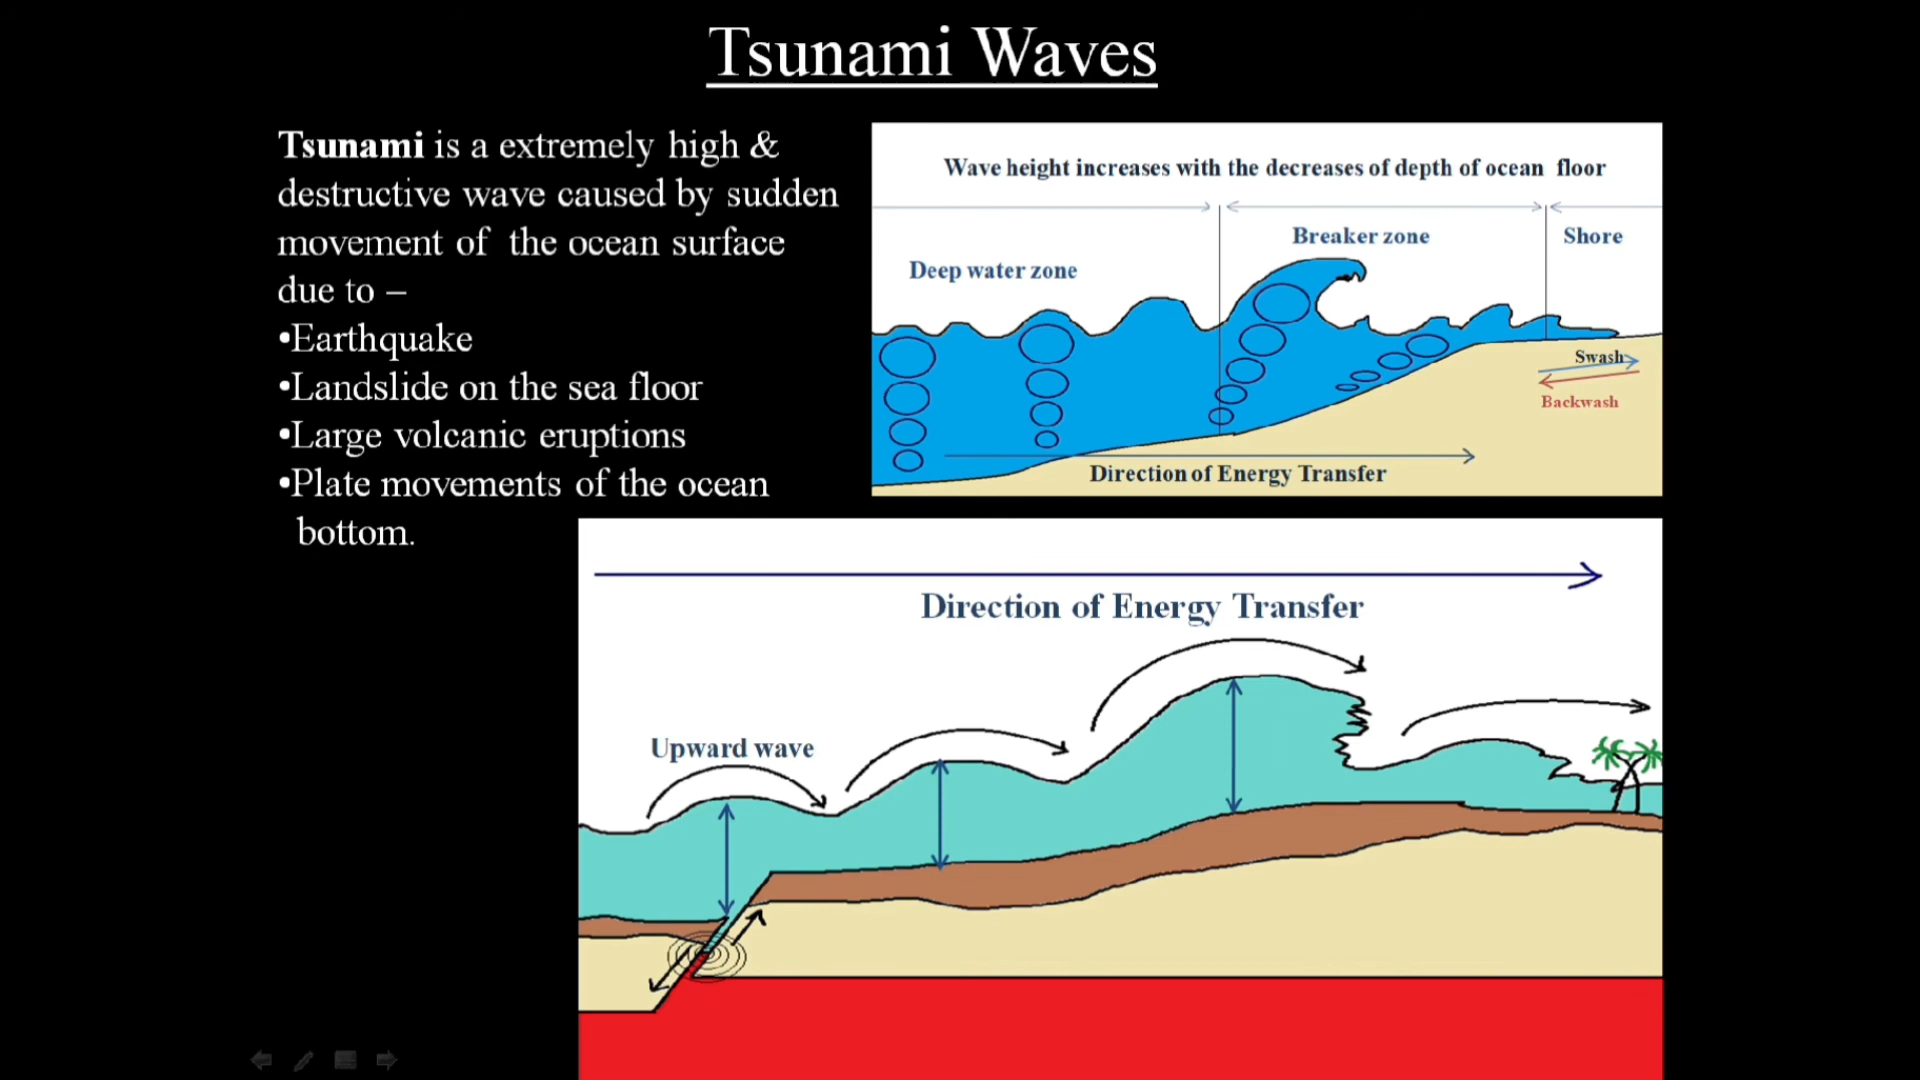 Tsunami Waves
Tsunami is a extremely high &
destructive wave caused by sudden
movement of the ocean surface
due to –
•Earthquake
•Landslide on the sea floor
•Large volcanic eruptions
•Plate movements of the ocean
bottom.
Wave height increases with the decreases of depth of ocean floor
Breaker zone
Shore
Deep water zone
Swash
Backwash
Direction of Energy Transfer
Direction of Energy Transfer
Upward wave